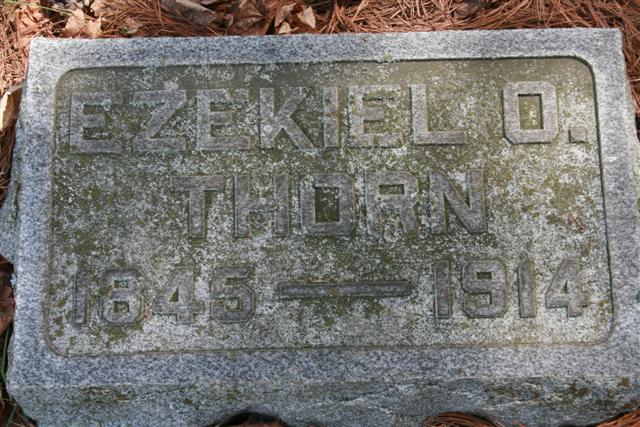 EZEKIEL O.
THORN
1845 — 1914